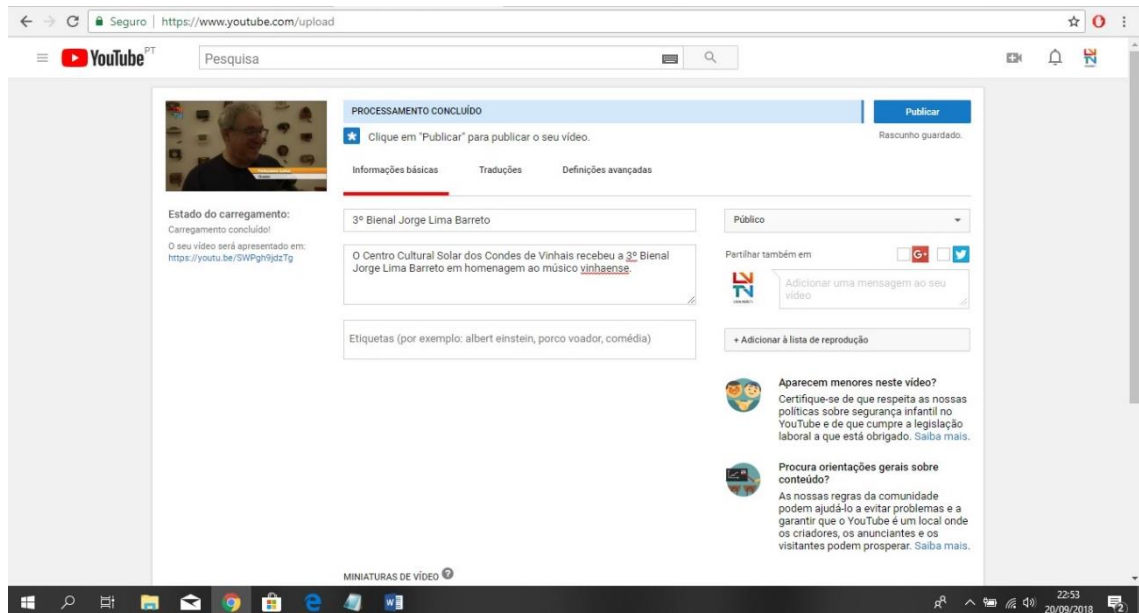 Seguro | https://www.youtube.com/upload
YouTube PT
Pesquisa
PROCESSAMENTO CONCLUÍDO
Publicar
Clique em "Publicar" para publicar o seu vídeo.
Rascunho guardado.
Informações básicas Traduções Definições avançadas
Estado do carregamento:
Carregamento concluído!
O seu vídeo será apresentado em:
https://youtu.be/SWPgh9jdzTg
3º Bienal Jorge Lima Barreto
O Centro Cultural Solar dos Condes de Vinhais recebeu a 3º Bienal
Jorge Lima Barreto em homenagem ao músico vinhaense.
Etiquetas (por exemplo: albert einstein, porco voador, comédia)
Público
Partilhar também em
G+
Adicionar uma mensagem ao seu
vídeo
+ Adicionar à lista de reprodução
Aparecem menores neste vídeo?
Certifique-se de que respeita as nossas
políticas sobre segurança infantil no
YouTube e de que cumpre a legislação
laboral a que está obrigado. Saiba mais.
Procura orientações gerais sobre
conteúdo?
As nossas regras da comunidade
podem ajudá-lo a evitar problemas e a
garantir que o YouTube é um local onde
os criadores, os anunciantes e os
visitantes podem prosperar. Saiba mais.
MINIATURAS DE VÍDEO
22:53
20/09/2018